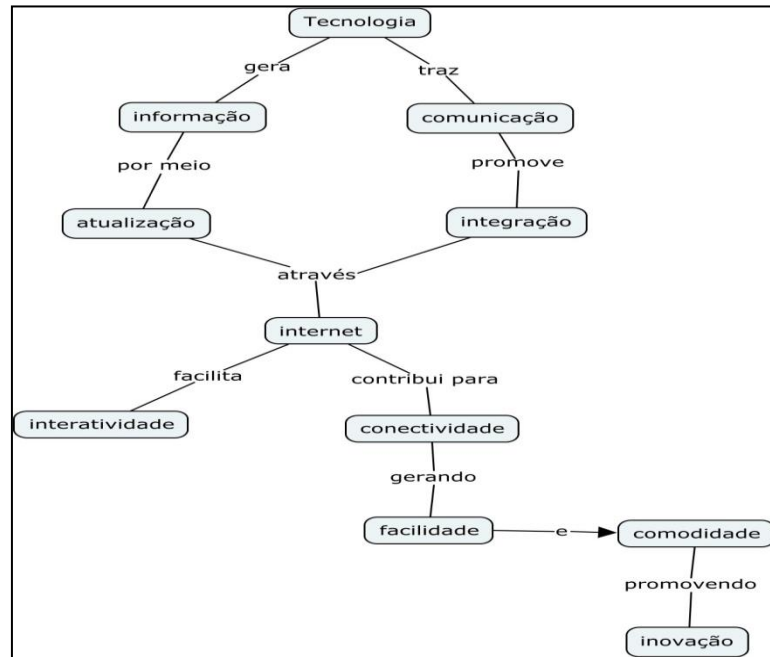 Tecnologia
gera
traz
informação
comunicação
por meio
promove
atualização
integração
através
internet
facilita
contribui para
interatividade
conectividade
gerando
facilidade
e
comodidade
promovendo
inovação